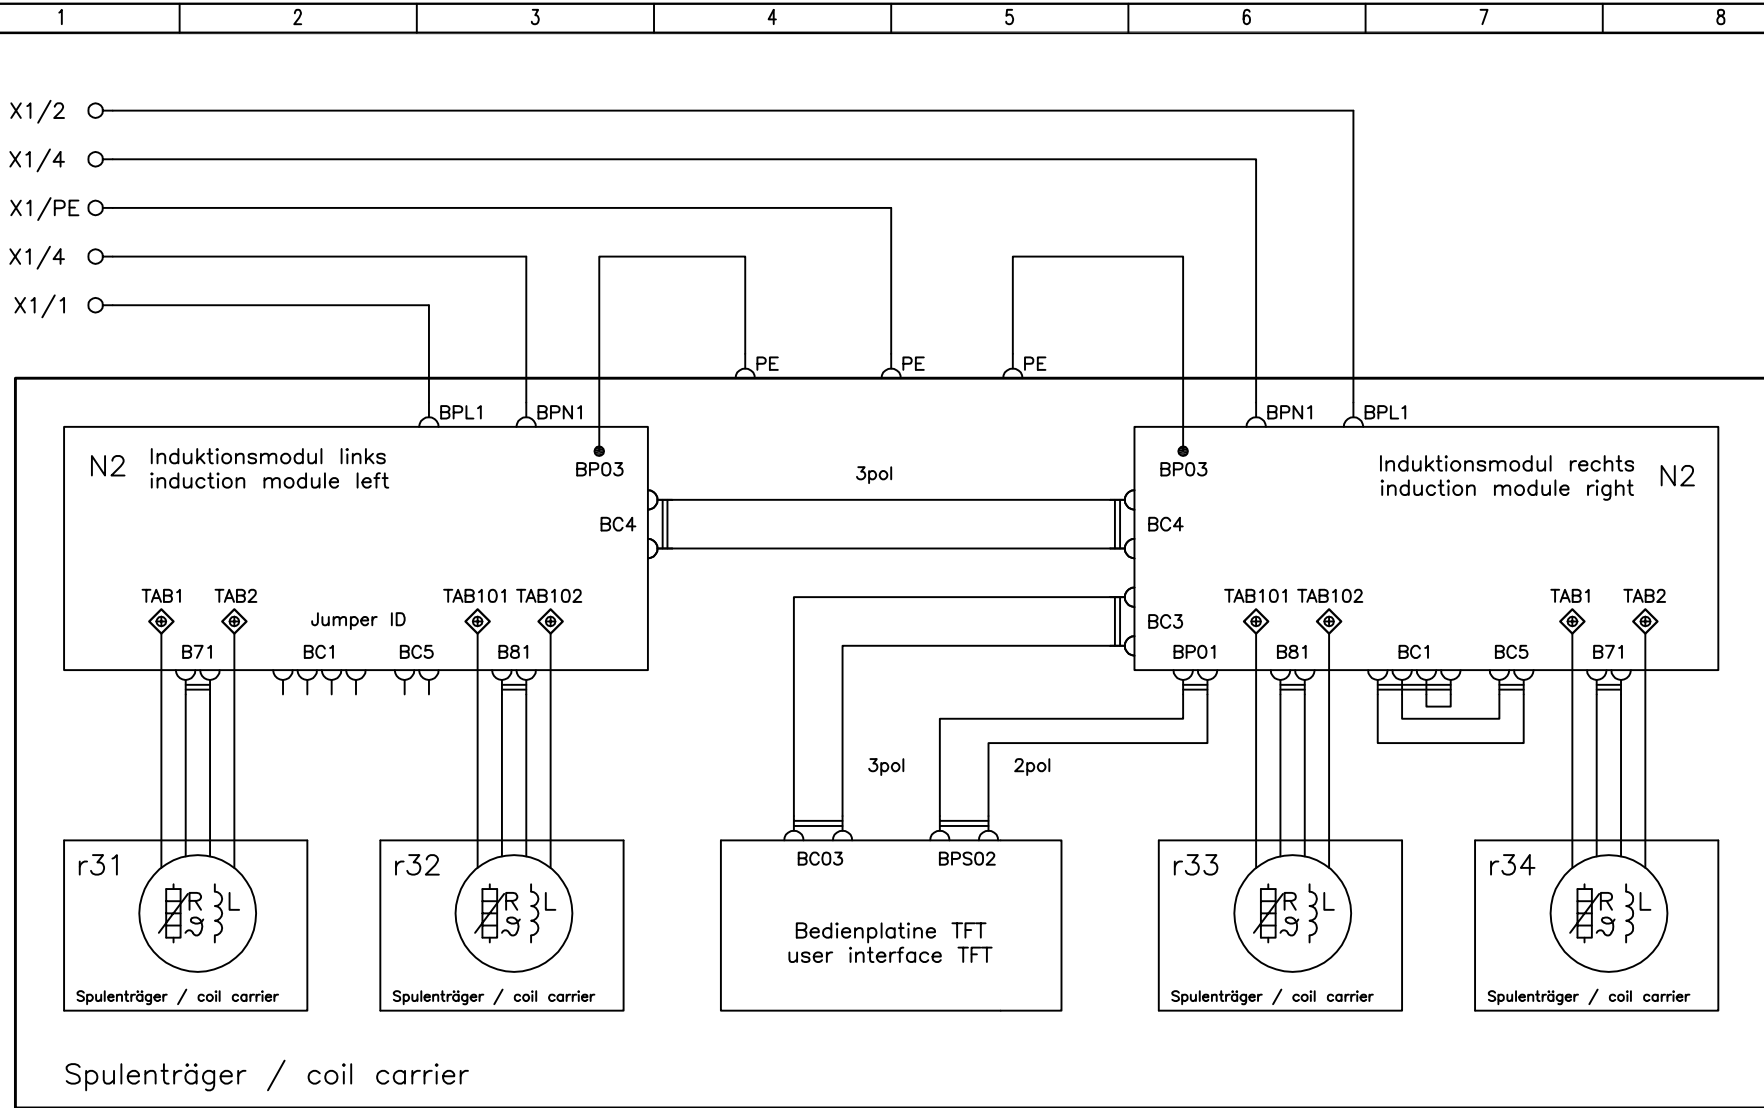 1 2 3 4 5 6 7 8
X1/2
X1/4
X1/PE
X1/4
X1/1
PE PE PE
BPL1 BPN1 BPN1 BPL1
N2 Induktionsmodul links
induction module left
BP03
BC4
3pol
BP03
BC4
Induktionsmodul rechts
induction module right
N2
TAB1 TAB2 Jumper ID TAB101 TAB102
B71 BC1 BC5 B81
BC3
TAB101 TAB102 TAB1 TAB2
BP01 B81 BC1 BC5 B71
3pol 2pol
r31
R L
ϑ
Spulenträger / coil carrier
r32
R L
ϑ
Spulenträger / coil carrier
BC03 BPS02
Bedienplatine TFT
user interface TFT
r33
R L
ϑ
Spulenträger / coil carrier
r34
R L
ϑ
Spulenträger / coil carrier
Spulenträger / coil carrier